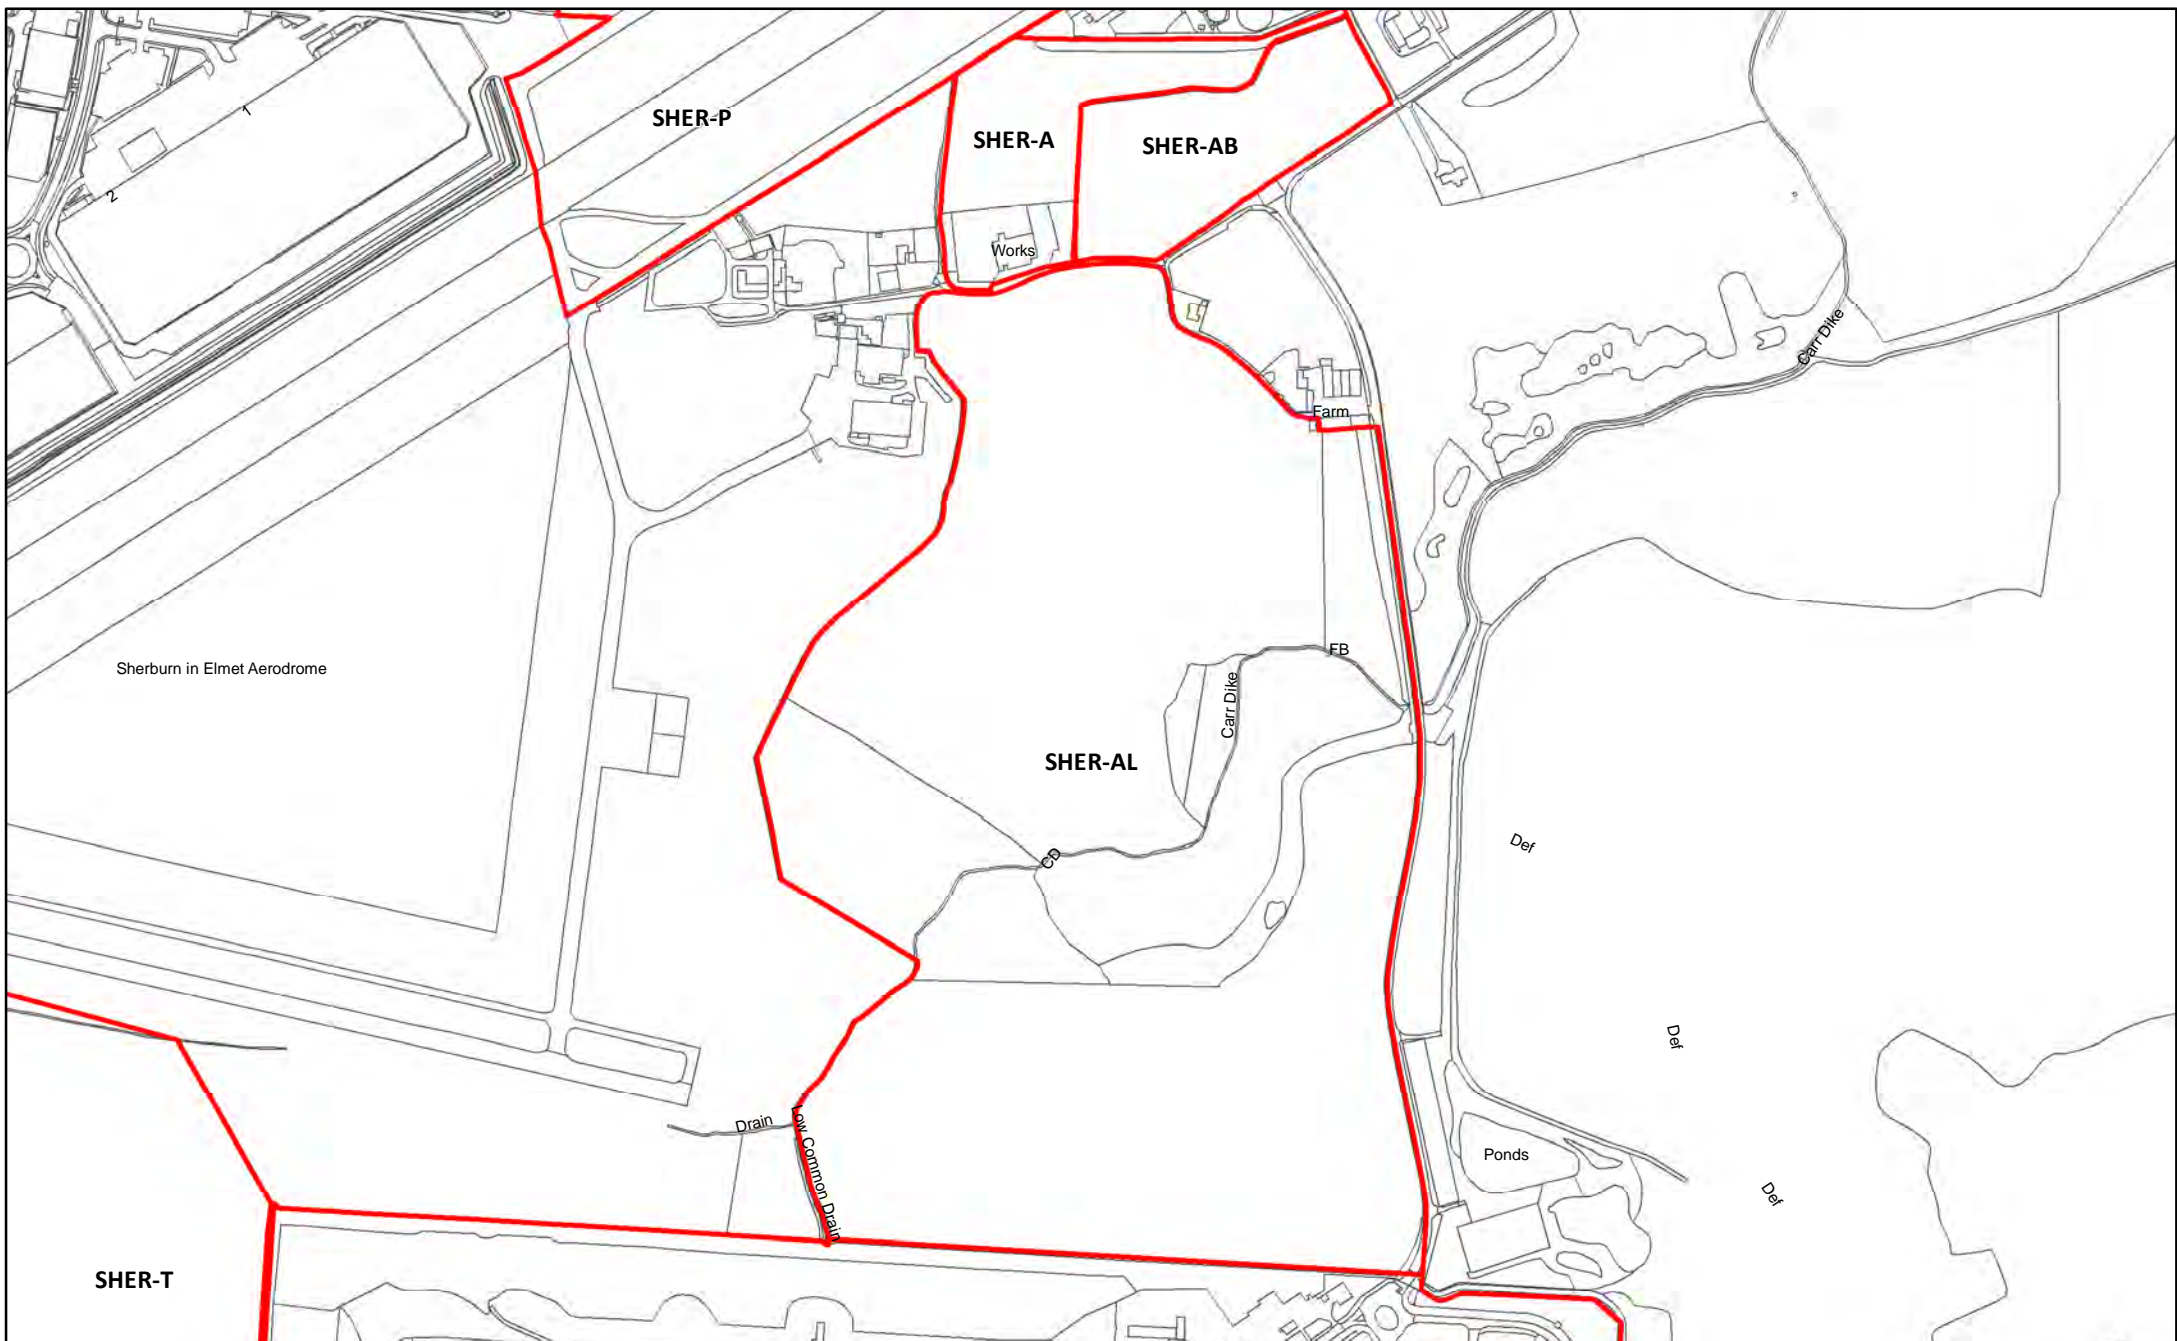 1
SHER-P
SHER-A
SHER-AB
2
Works
Carr Dike
Farm
FB
Sherburn in Elmet Aerodrome
Carr Dike
SHER-AL
Def
CD
Def
Drain
Low Common Drain
Ponds
Def
SHER-T